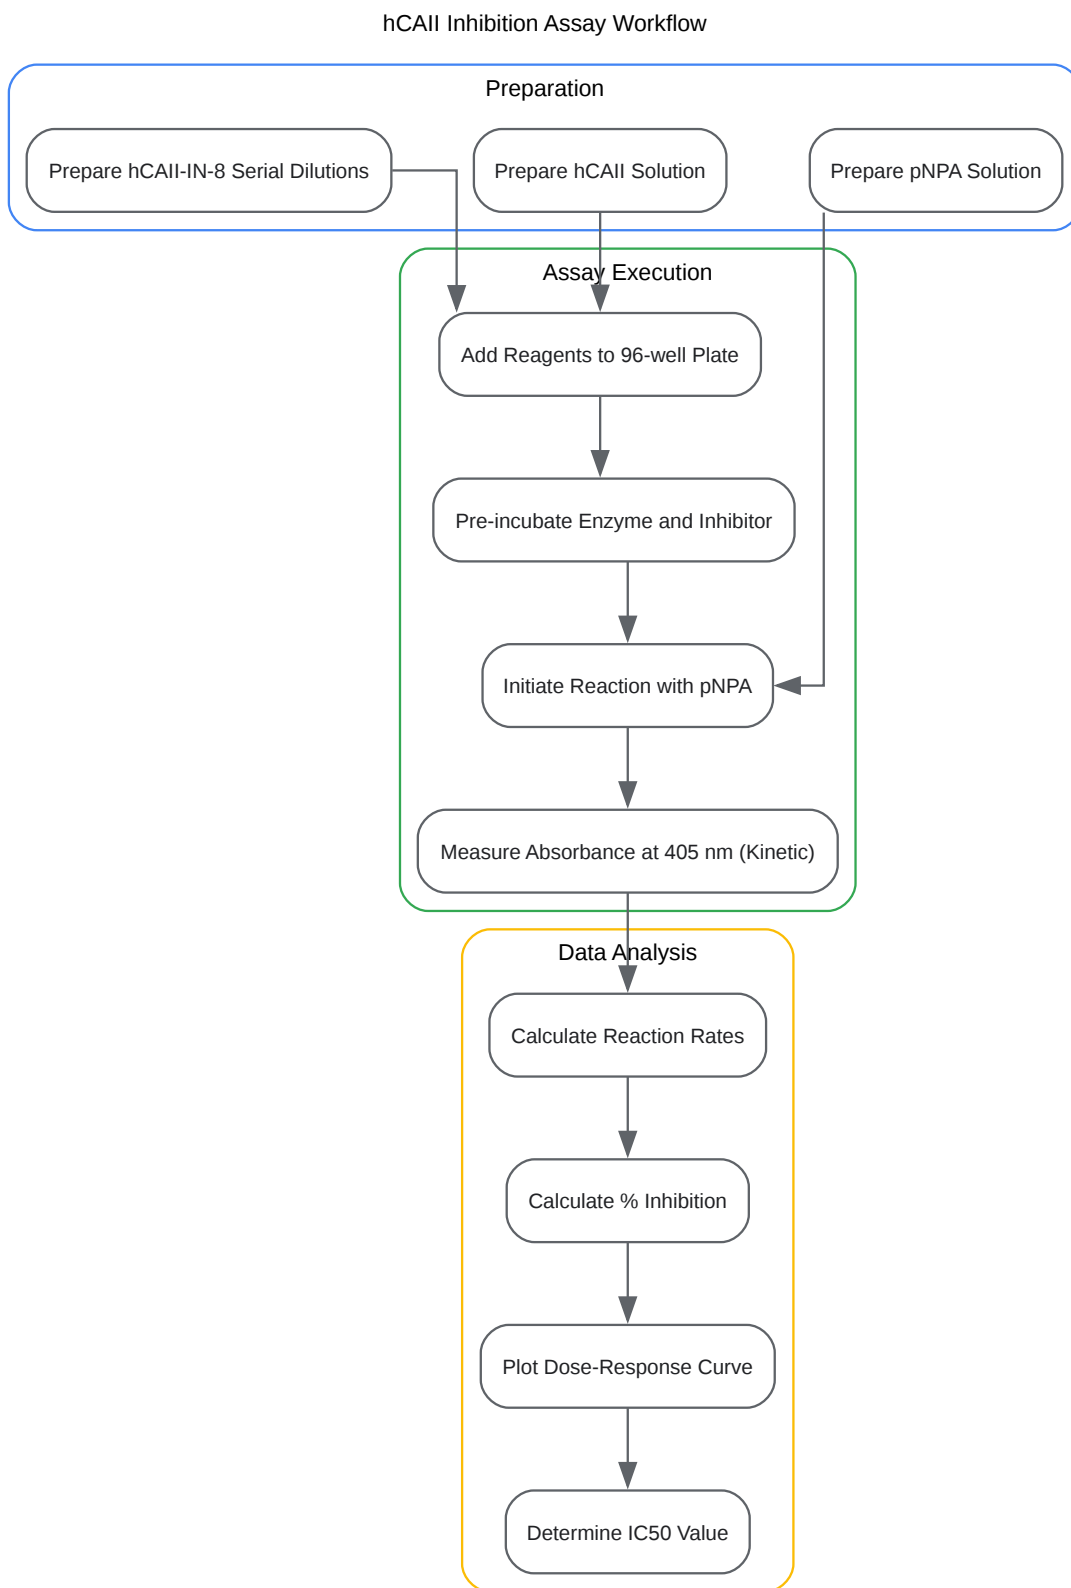 hCAII Inhibition Assay Workflow
Preparation
Prepare hCAII-IN-8 Serial Dilutions
Prepare hCAII Solution
Prepare pNPA Solution
Assay Execution
Add Reagents to 96-well Plate
Pre-incubate Enzyme and Inhibitor
Initiate Reaction with pNPA
Measure Absorbance at 405 nm (Kinetic)
Data Analysis
Calculate Reaction Rates
Calculate % Inhibition
Plot Dose-Response Curve
Determine IC50 Value